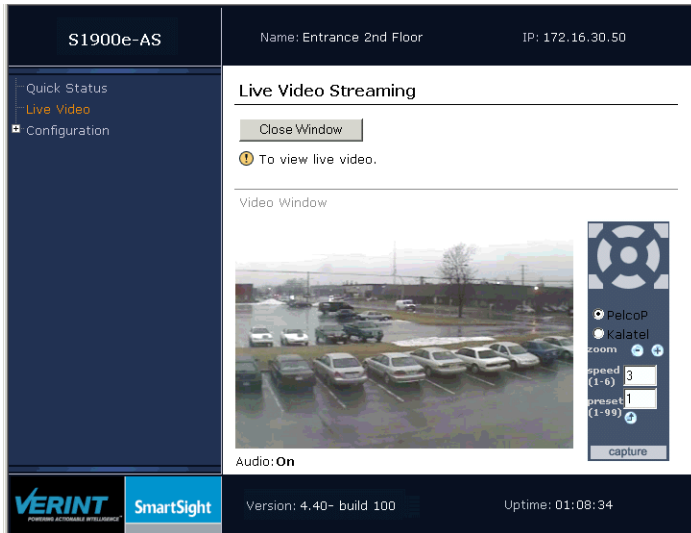 S1900e-AS
Name: Entrance 2nd Floor
IP: 172.16.30.50
Quick Status
Live Video
Configuration
Live Video Streaming
Close Window
To view live video.
Video Window
PelcoP
Kalatel
zoom
speed
(1-6)
3
preset
(1-99)
1
capture
Audio: On
VERINT
POWERING ACTIONABLE INTELLIGENCE
SmartSight
Version: 4.40- build 100
Uptime: 01:08:34